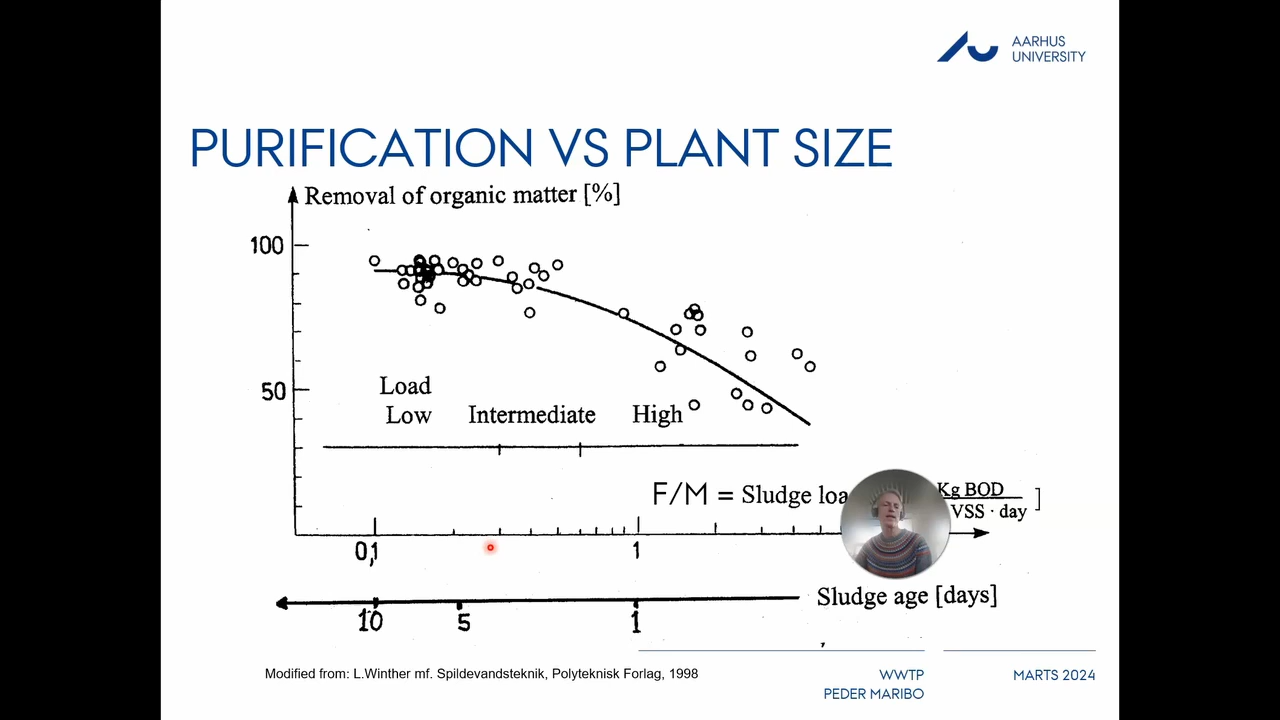 AARHUS
UNIVERSITY
PURIFICATION VS PLANT SIZE
Removal of organic matter [%]
100
50
Load
Low Intermediate High
F/M = Sludge Kg BOD
VSS · day ]
0,1 1
Sludge age [days]
10 5 1
Modified from: L.Winther mf. Spildevandsteknik, Polyteknisk Forlag, 1998
WWTP
PEDER MARIBO
MARTS 2024